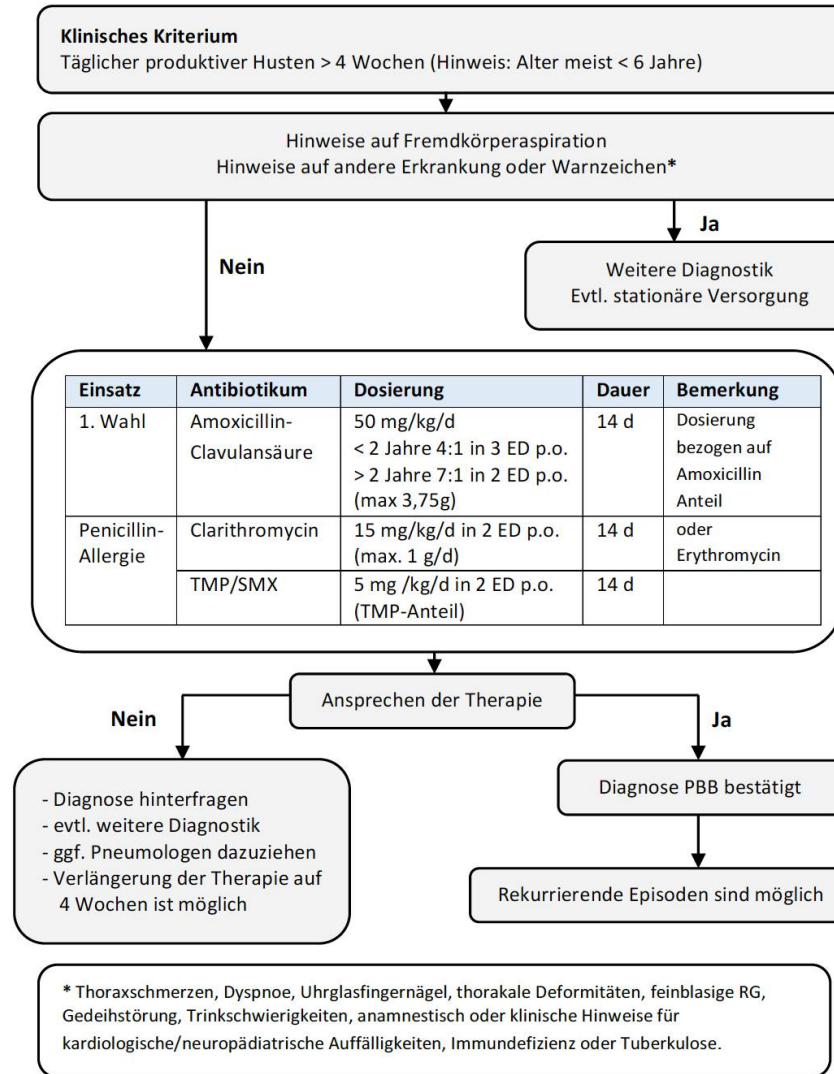 Klinisches Kriterium
Täglicher produktiver Husten > 4 Wochen (Hinweis: Alter meist < 6 Jahre)
Hinweise auf Fremdkörperaspiration
Hinweise auf andere Erkrankung oder Warnzeichen*
Nein
Ja
Weitere Diagnostik
Evtl. stationäre Versorgung
Einsatz Antibiotikum Dosierung Dauer Bemerkung
1. Wahl Amoxicillin- 50 mg/kg/d 14 d Dosierung
Clavulansäure < 2 Jahre 4:1 in 3 ED p.o. bezogen auf
> 2 Jahre 7:1 in 2 ED p.o. Amoxicillin
(max 3,75g) Anteil
Penicillin- Clarithromycin 15 mg/kg/d in 2 ED p.o. 14 d oder
Allergie (max. 1 g/d) Erythromycin
TMP/SMX 5 mg /kg/d in 2 ED p.o. 14 d
(TMP-Anteil)
Ansprechen der Therapie
Nein
Ja
- Diagnose hinterfragen
- evtl. weitere Diagnostik
- ggf. Pneumologen dazuziehen
- Verlängerung der Therapie auf
4 Wochen ist möglich
Diagnose PBB bestätigt
Rekurrierende Episoden sind möglich
* Thoraxschmerzen, Dyspnoe, Uhrglasfingernägel, thorakale Deformitäten, feinblasige RG,
Gedeihstörung, Trinkschwierigkeiten, anamnestisch oder klinische Hinweise für
kardiologische/neuropädiatrische Auffälligkeiten, Immundefizienz oder Tuberkulose.